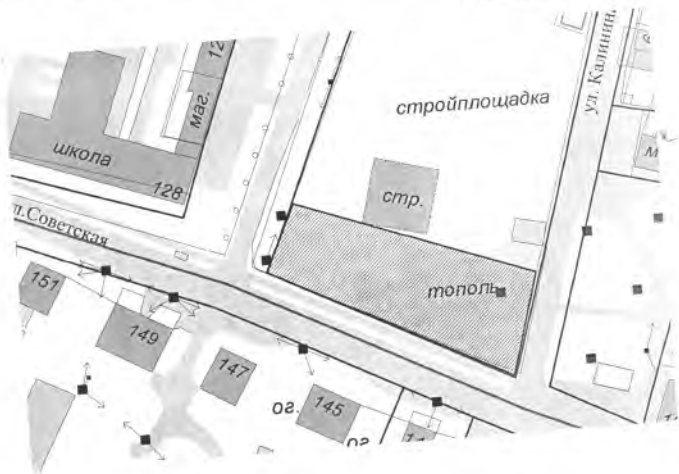 12
маг.
школа
128
ул. Калинин
стройплощадка
стр.
л.Советская
тополь
151
149
147
145
ог.
ог
м